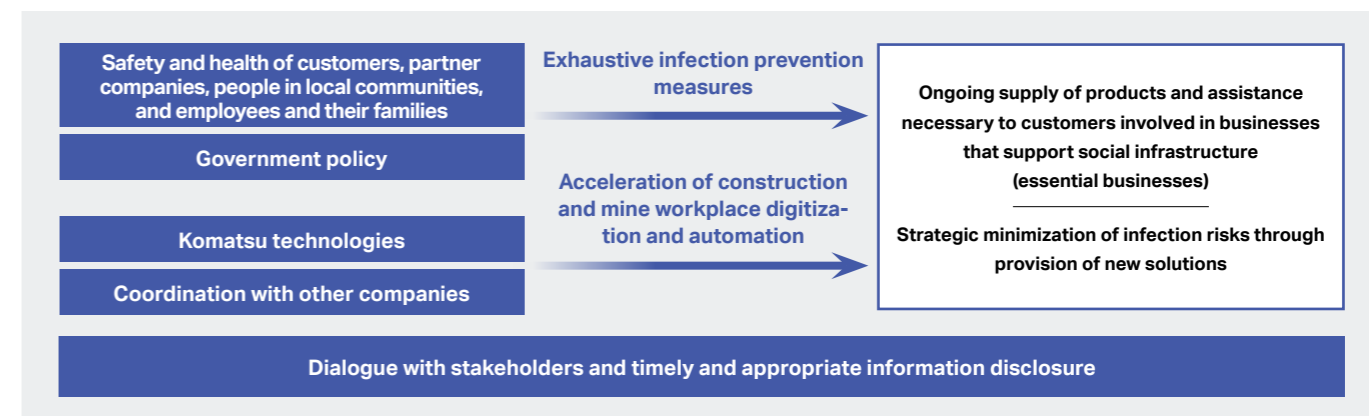 Safety and health of customers, partner
companies, people in local communities,
and employees and their families
Government policy
Komatsu technologies
Coordination with other companies
Exhaustive infection prevention
measures
Acceleration of construction
and mine workplace digitiza-
tion and automation
Ongoing supply of products and assistance
necessary to customers involved in businesses
that support social infrastructure
(essential businesses)
Strategic minimization of infection risks through
provision of new solutions
Dialogue with stakeholders and timely and appropriate information disclosure